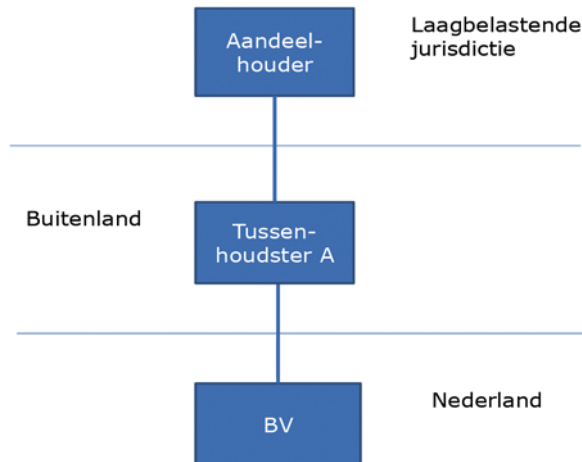 Aandeel-
houder
Laagbelastende
jurisdictie
Buitenland
Tussen-
houdster A
BV
Nederland